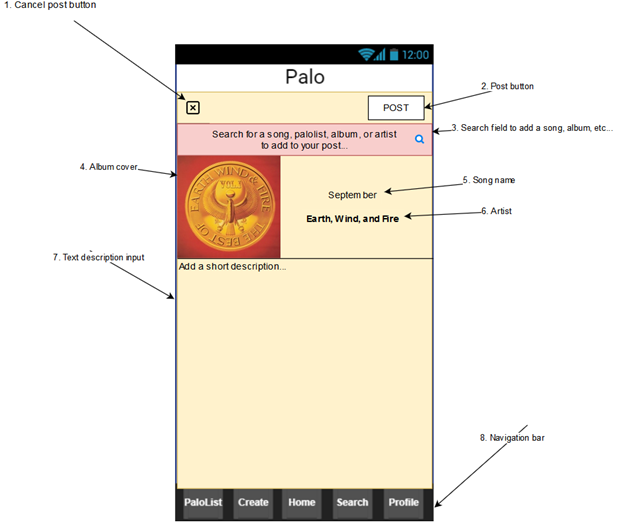 1. Cancel post button
12:00
Palo
2. Post button
POST
3. Search field to add a song, album, etc...
Search for a song, palolist, album, or artist
to add to your post...
4. Album cover
EARTH, WIND & FIRE THE BEST OF
5. Song name
September
6. Artist
Earth, Wind, and Fire
7. Text description input
Add a short description...
8. Navigation bar
PaloList Create Home Search Profile